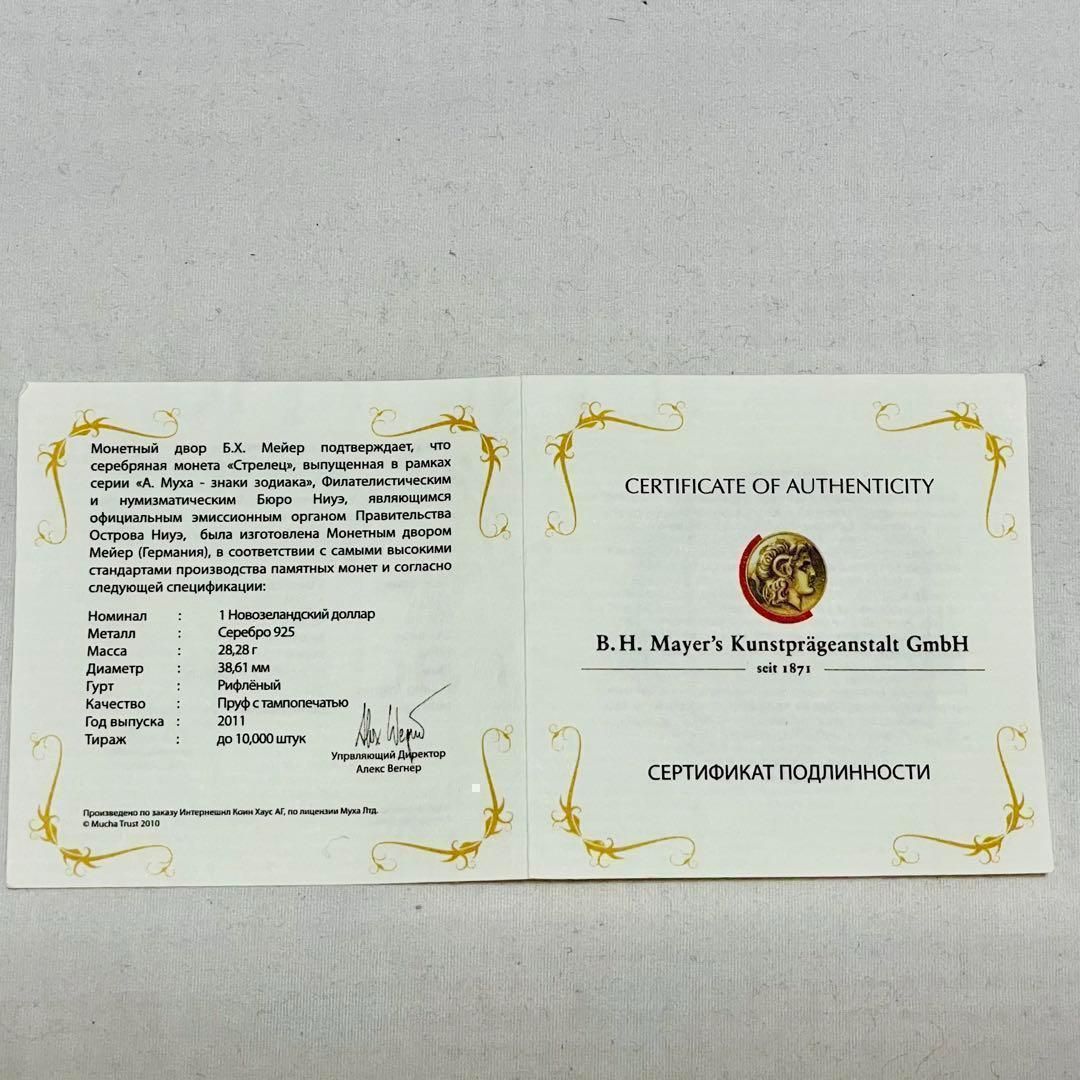 Монетный двор Б.Х. Мейер подтверждает, что
серебряная монета «Стрелец», выпущенная в рамках
серии «А. Муха - знаки зодиака», Филателистическим
и нумизматическим Бюро Ниуэ, являющимся
официальным эмиссионным органом Правительства
Острова Ниуэ, была изготовлена Монетным двором
Мейер (Германия), в соответствии с самыми высокими
стандартами производства памятных монет и согласно
следующей спецификации:
Номинал : 1 Новозеландский доллар
Металл : Серебро 925
Масса : 28,28 г
Диаметр : 38,61 мм
Гурт : Рифлёный
Качество : Пруф с тампопечатью
Год выпуска : 2011
Тираж : до 10,000 штук
Alex Wegner
Упрвляющий Директор
Алекс Вегнер
Произведено по заказу Интернешнл Коин Хаус АГ, по лицензии Муха Лтд.
© Mucha Trust 2010
CERTIFICATE OF AUTHENTICITY
B.H. Mayer's Kunstprägeanstalt GmbH
seit 1871
СЕРТИФИКАТ ПОДЛИННОСТИ